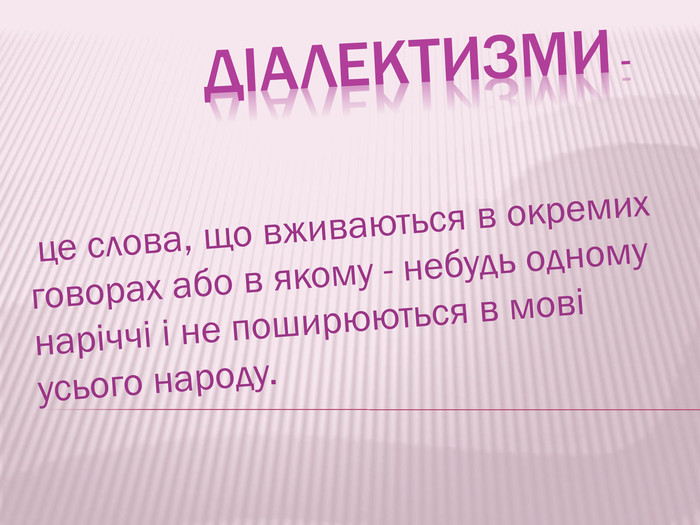 ДІАЛЕКТИЗМИ -
це слова, що вживаються в окремих
говорах або в якому - небудь одному
наріччі і не поширюються в мові
усього народу.